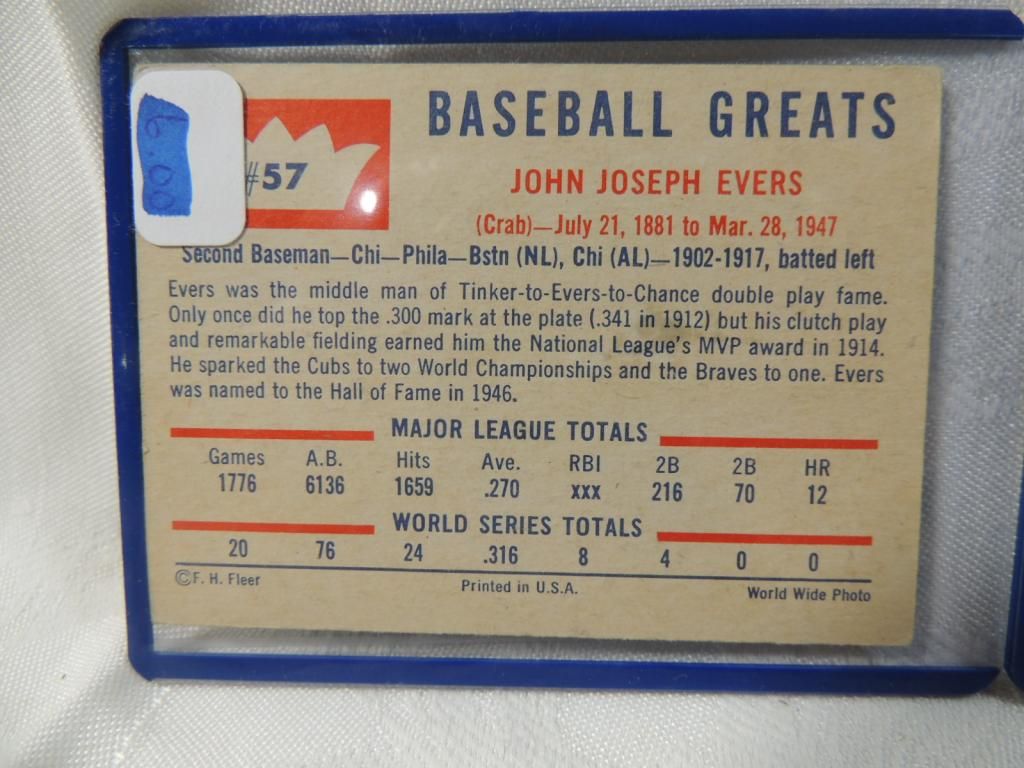 6.00
#57
BASEBALL GREATS
JOHN JOSEPH EVERS
(Crab)—July 21, 1881 to Mar. 28, 1947
Second Baseman—Chi—Phila—Bstn (NL), Chi (AL)—1902-1917, batted left
Evers was the middle man of Tinker-to-Evers-to-Chance double play fame.
Only once did he top the .300 mark at the plate (.341 in 1912) but his clutch play
and remarkable fielding earned him the National League's MVP award in 1914.
He sparked the Cubs to two World Championships and the Braves to one. Evers
was named to the Hall of Fame in 1946.
MAJOR LEAGUE TOTALS
Games A.B. Hits Ave. RBI 2B 2B HR
1776 6136 1659 .270 xxx 216 70 12
WORLD SERIES TOTALS
20 76 24 .316 8 4 0 0
©F. H. Fleer Printed in U.S.A. World Wide Photo